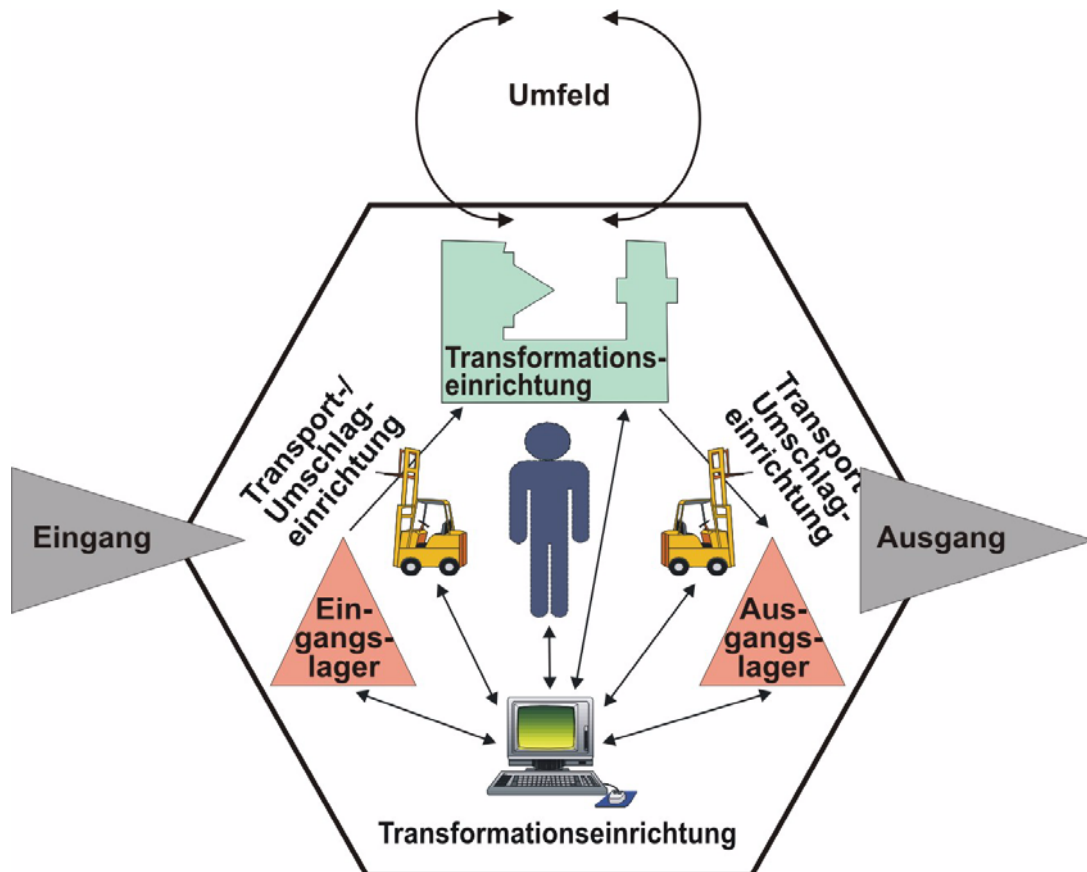 Umfeld
Transformations-
einrichtung
Transport-/
Umschlag-
einrichtung
Transport
Umschlag-
einrichtung
Eingang
Ausgang
Ein-
gangs-
lager
Aus-
gangs-
lager
Transformationseinrichtung